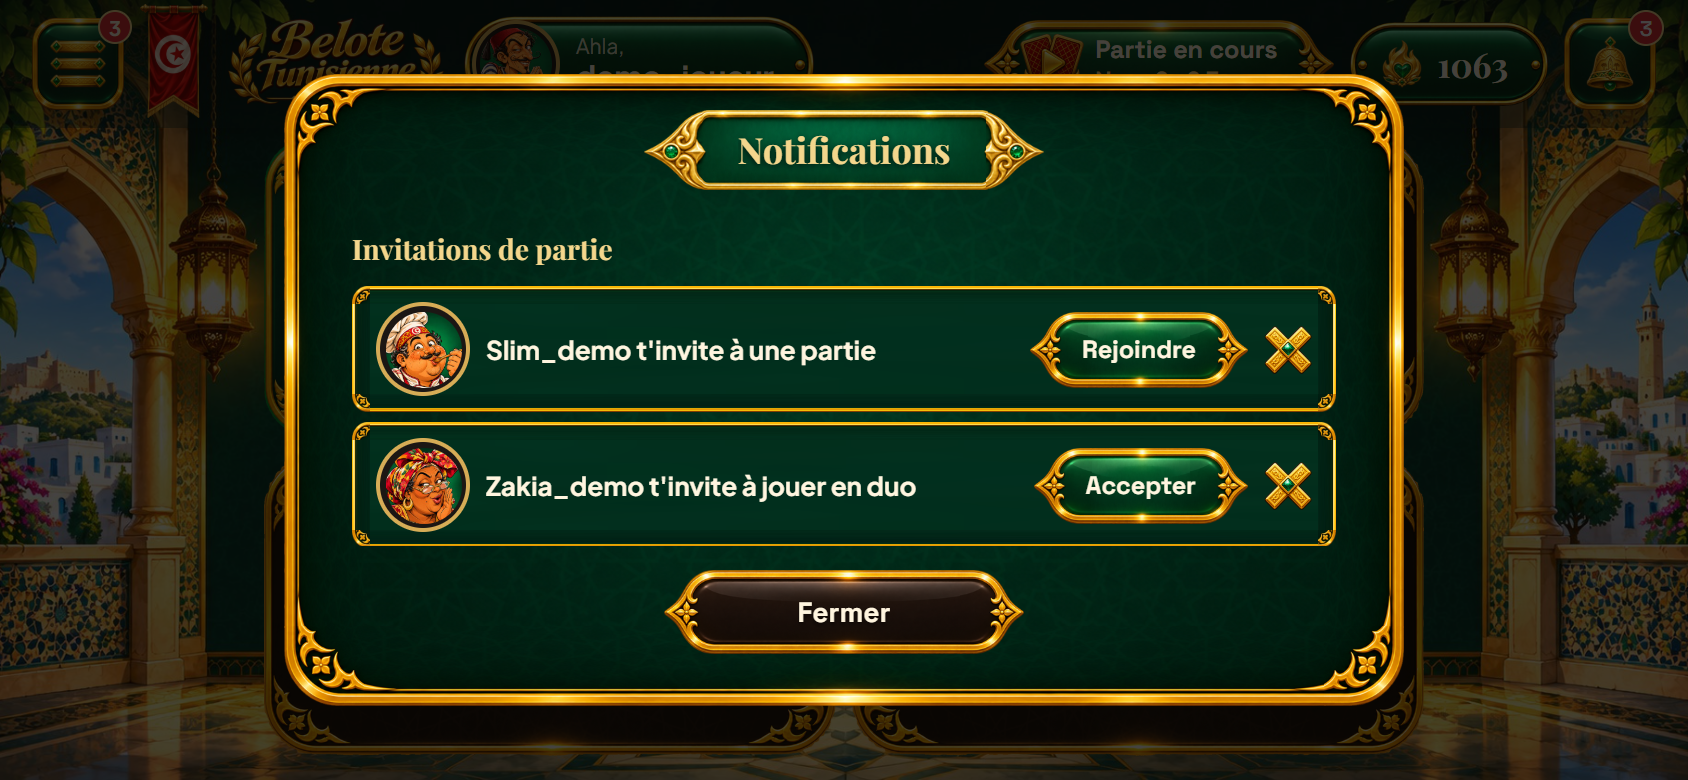 3
Belote
Tunisienne
Ahla,
Partie en cours
1063
3
Notifications
Invitations de partie
Slim_demo t'invite à une partie
Rejoindre
Zakia_demo t'invite à jouer en duo
Accepter
Fermer